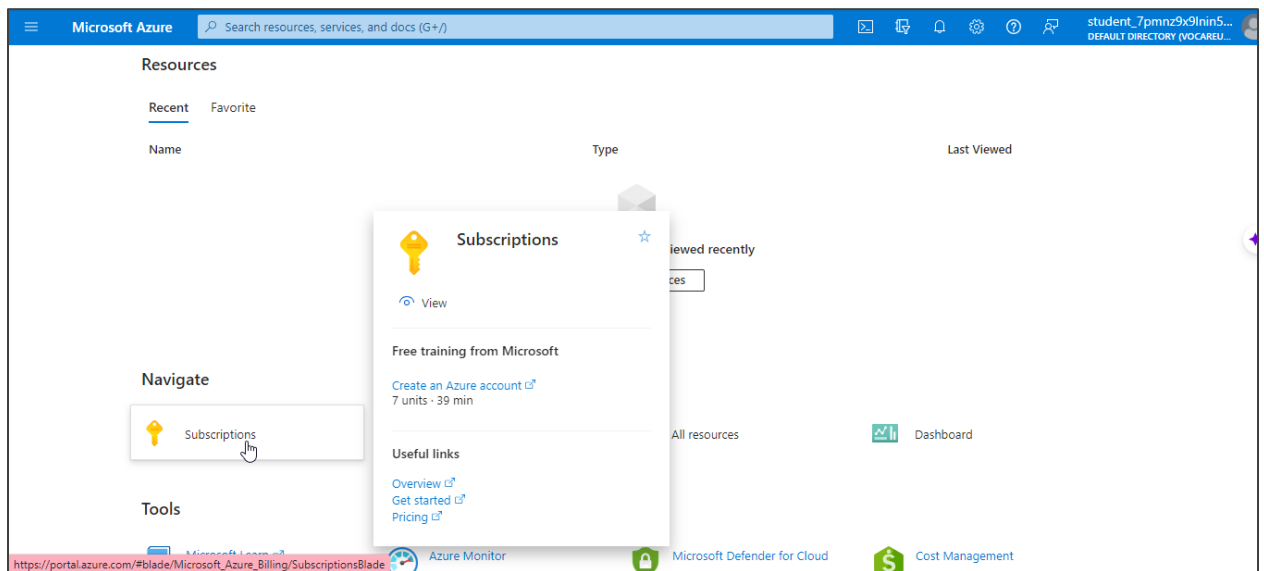 Microsoft Azure
Search resources, services, and docs (G+/)
student_7pmnz9x9lnin5...
DEFAULT DIRECTORY (VOCAREU...
Resources
Recent Favorite
Name Type Last Viewed
Subscriptions
iewed recently
ces
View
Free training from Microsoft
Create an Azure account
7 units · 39 min
Navigate
Subscriptions All resources Dashboard
Useful links
Overview
Get started
Pricing
Tools
Microsoft Learn Azure Monitor Microsoft Defender for Cloud Cost Management
https://portal.azure.com/#blade/Microsoft_Azure_Billing/SubscriptionsBlade